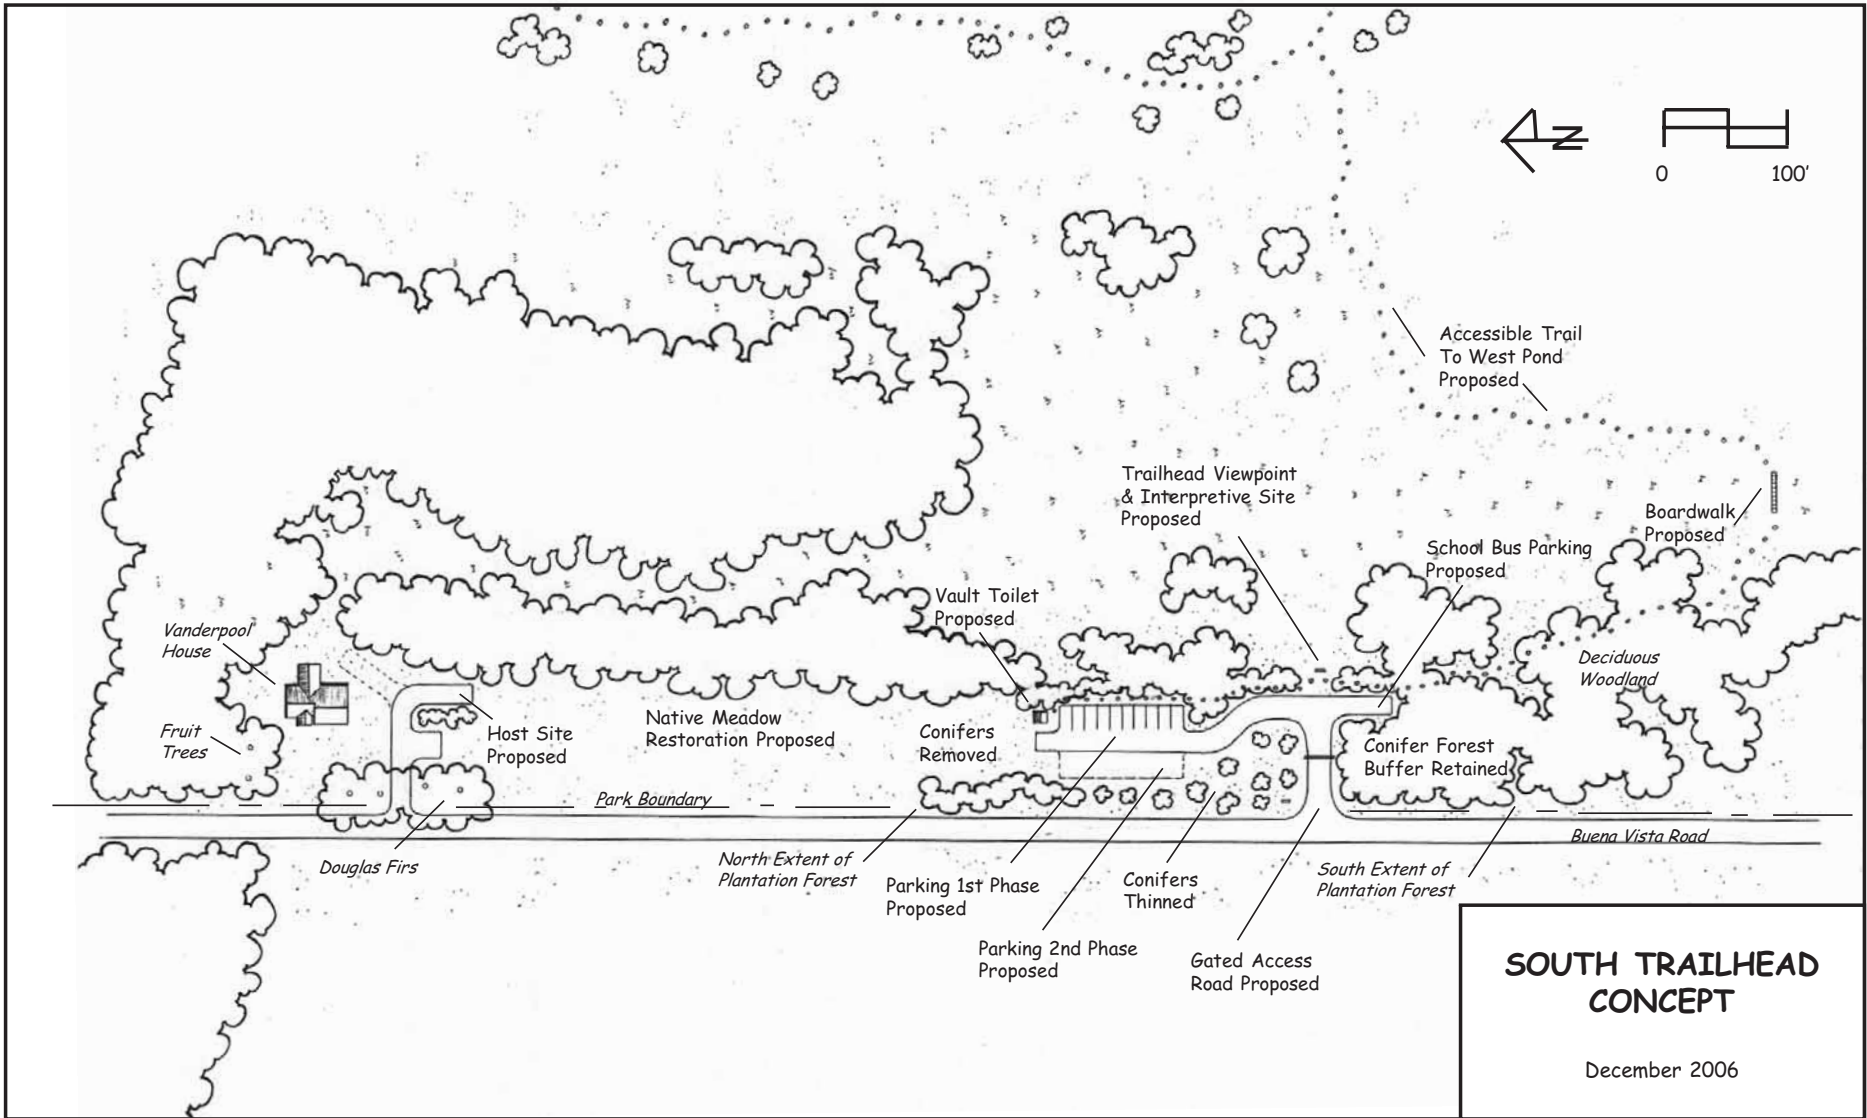 N
0 100'
Accessible Trail
To West Pond
Proposed
Trailhead Viewpoint
& Interpretive Site
Proposed
Boardwalk
Proposed
School Bus Parking
Proposed
Vault Toilet
Proposed
Vanderpool
House
Deciduous
Woodland
Fruit
Trees
Host Site
Proposed
Native Meadow
Restoration Proposed
Conifers
Removed
Conifer Forest
Buffer Retained
Park Boundary
Buena Vista Road
Douglas Firs
North Extent of
Plantation Forest
Parking 1st Phase
Proposed
Conifers
Thinned
South Extent of
Plantation Forest
Parking 2nd Phase
Proposed
Gated Access
Road Proposed
SOUTH TRAILHEAD
CONCEPT
December 2006